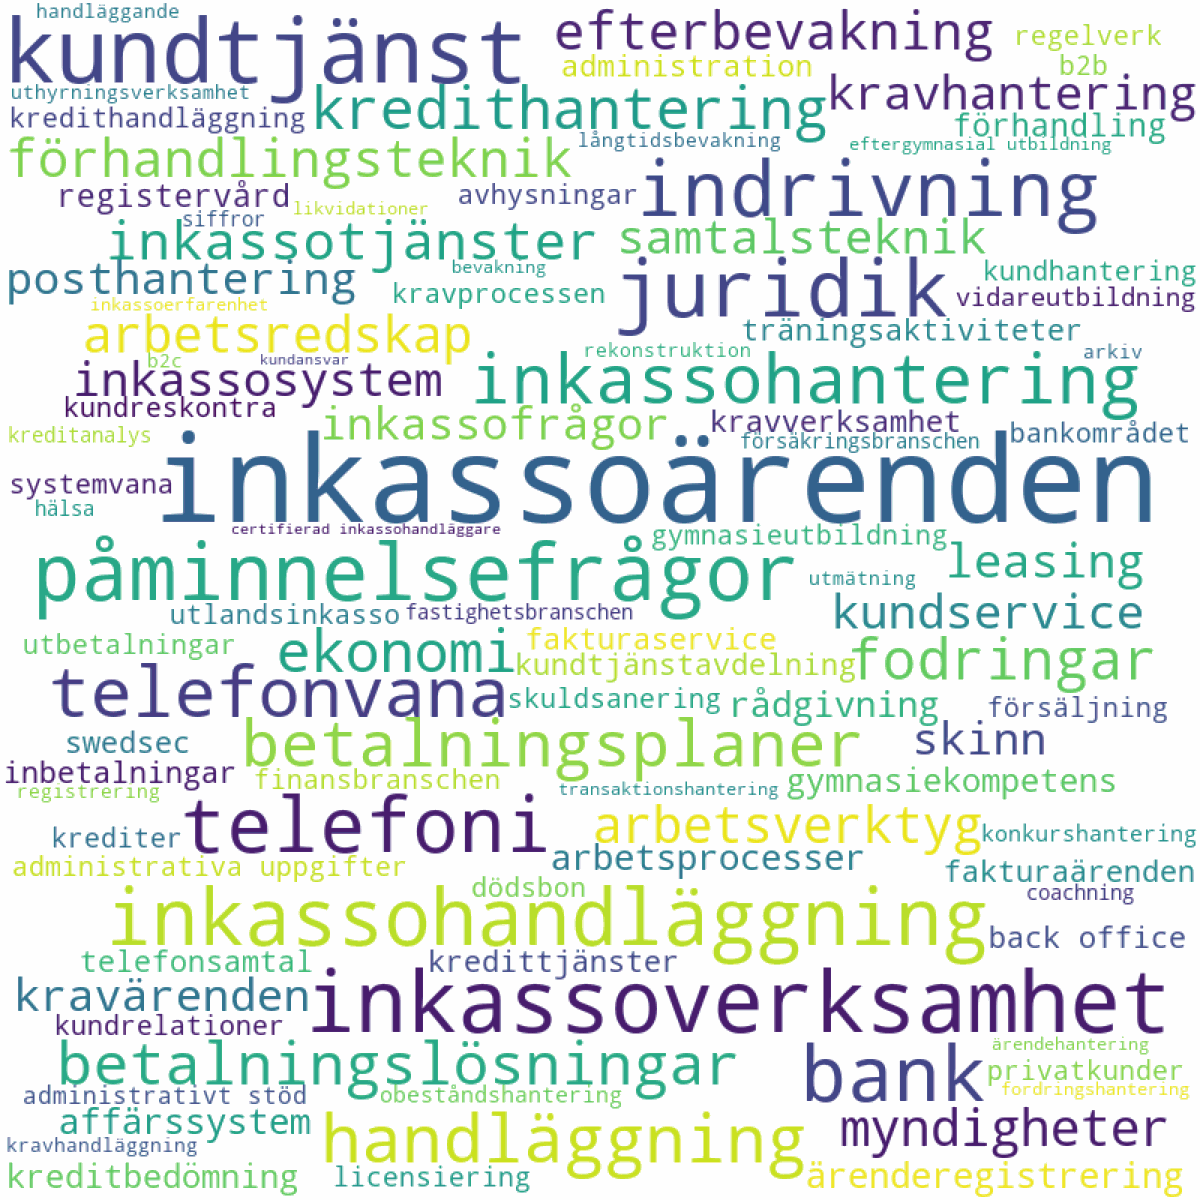 handläggande
kundtjänst
efterbevakning
regelverk
administration
b2b
uthyrningsverksamhet
kredithantering
kravhantering
kredithandläggning
förhandling
förhandlingsteknik
långtidsbevakning
eftergymnasial utbildning
indrivning
registervård
avhysningar
siffror
likvidationer
inkassotjänster
samtalsteknik
juridik
posthantering
bevakning
kundhantering
kravprocessen
vidareutbildning
inkassoerfarenhet
arbetsredskap
träningsaktiviteter
b2c
kundansvar
rekonstruktion
arkiv
inkassosystem
inkassohantering
kundreskontra
inkassofrågor
kravverksamhet
kreditanalys
försäkringsbranschen
bankområdet
inkassoärenden
systemvana
hälsa
certifierad inkassohandläggare
gymnasieutbildning
påminnelsefrågor
leasing
utmätning
utlandsinkasso
fastighetsbranschen
kundservice
utbetalningar
ekonomi
fakturaservice
kundtjänstavdelning
fodringar
telefonvana
skuldsanering
rådgivning
försäljning
swedsec
betalningsplaner
skinn
inbetalningar
finansbranschen
registrering
transaktionshantering
gymnasiekompetens
telefoni
arbetsverktyg
krediter
konkurshantering
administrativa uppgifter
arbetsprocesser
fakturaärenden
dödsbon
coachning
inkassohandläggning
back office
telefonsamtal
kredittjänster
kravärenden
inkassoverksamhet
kundrelationer
ärendehantering
betalningslösningar
bank
privatkunder
administrativt stöd
obeståndshantering
fordringshantering
affärssystem
handläggning
myndigheter
kravhandläggning
kreditbedömning
licensiering
ärenderegistrering